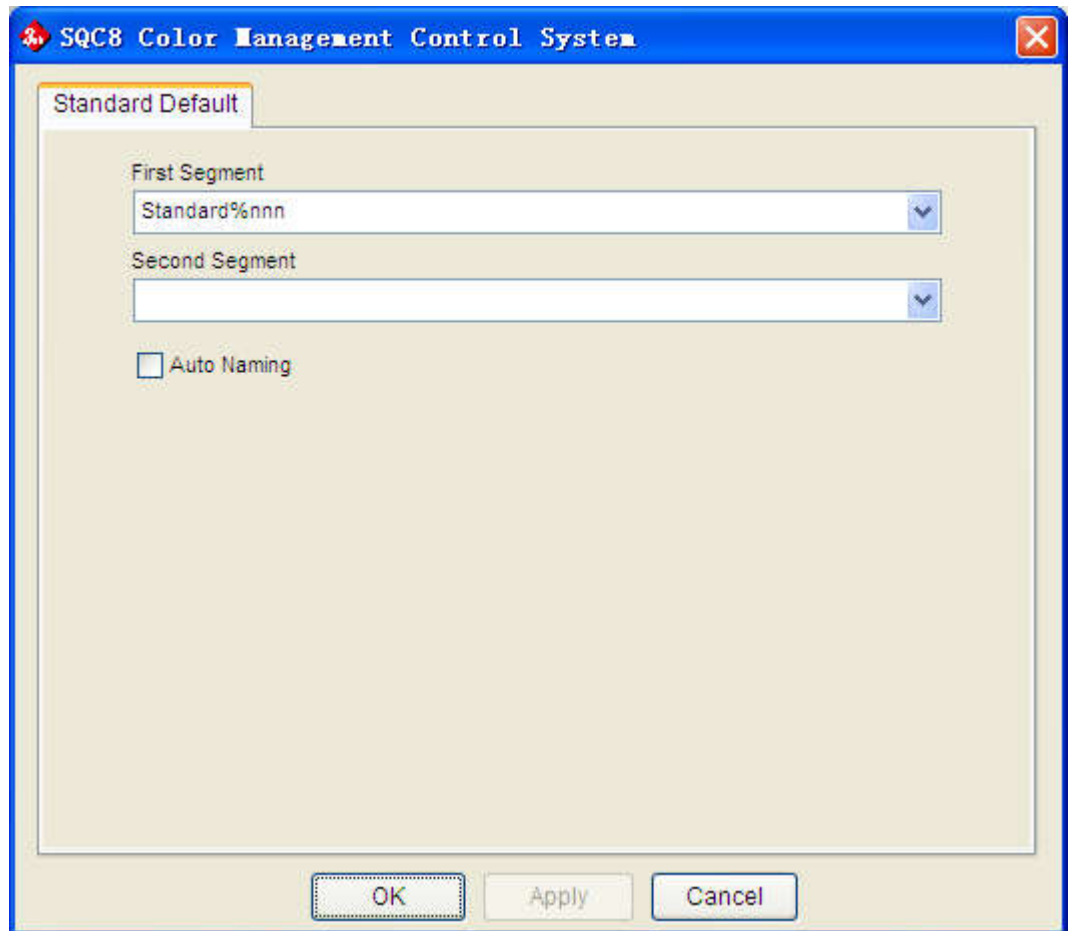 SQC8 Color Management Control System
Standard Default
First Segment
Standard%nnn
Second Segment
Auto Naming
OK Apply Cancel